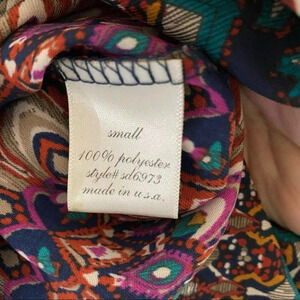 small
100% polyester
style# sd6973
made in u.s.a.